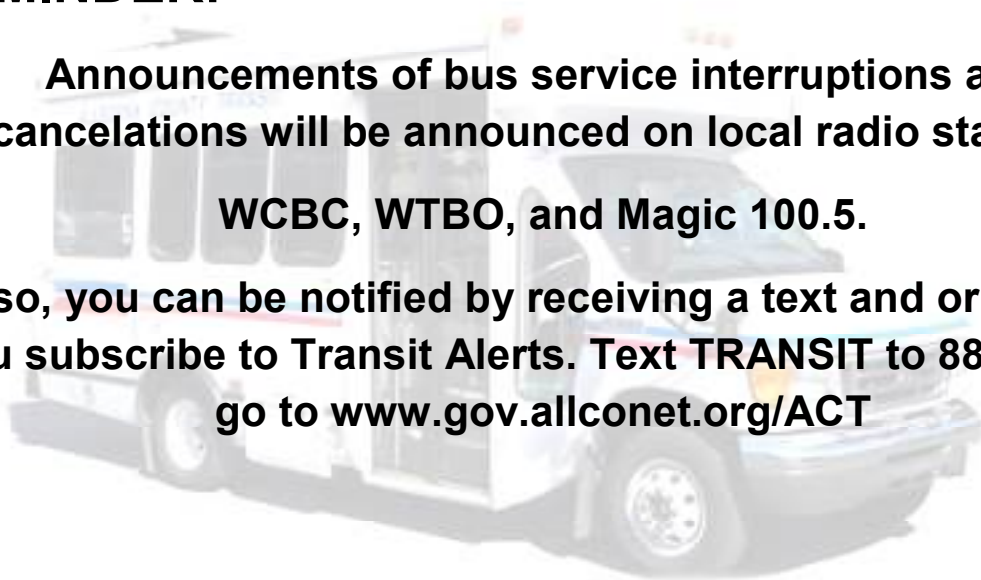 Announcements of bus service interruptions a
cancelations will be announced on local radio sta
WCBC, WTBO, and Magic 100.5.
so, you can be notified by receiving a text and or
u subscribe to Transit Alerts. Text TRANSIT to 88
go to www.gov.allconet.org/ACT